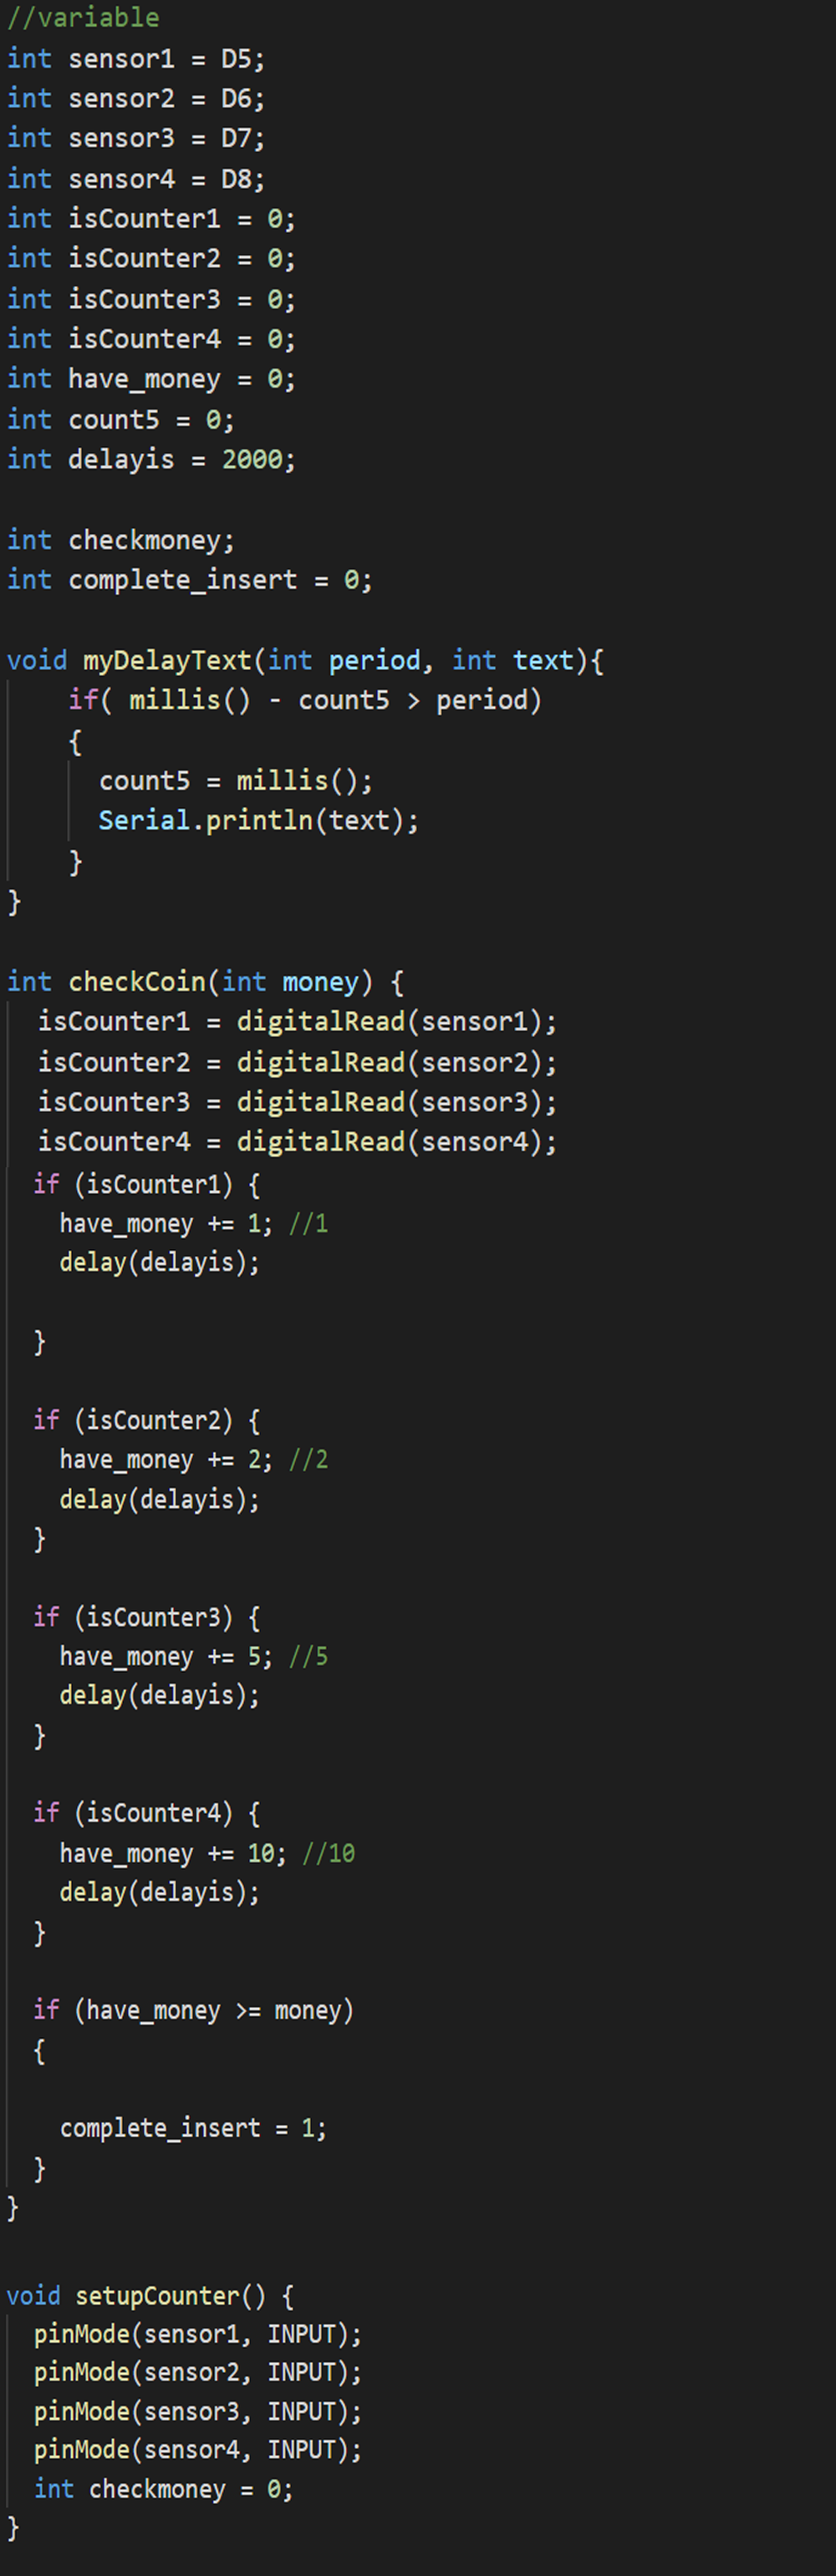 //variable
int sensor1 = D5;
int sensor2 = D6;
int sensor3 = D7;
int sensor4 = D8;
int isCounter1 = 0;
int isCounter2 = 0;
int isCounter3 = 0;
int isCounter4 = 0;
int have_money = 0;
int count5 = 0;
int delayis = 2000;

int checkmoney;
int complete_insert = 0;

void myDelayText(int period, int text){
    if( millis() - count5 > period)
    {
      count5 = millis();
      Serial.println(text);
    }
}

int checkCoin(int money) {
  isCounter1 = digitalRead(sensor1);
  isCounter2 = digitalRead(sensor2);
  isCounter3 = digitalRead(sensor3);
  isCounter4 = digitalRead(sensor4);
  if (isCounter1) {
    have_money += 1; //1
    delay(delayis);

  }

  if (isCounter2) {
    have_money += 2; //2
    delay(delayis);
  }

  if (isCounter3) {
    have_money += 5; //5
    delay(delayis);
  }

  if (isCounter4) {
    have_money += 10; //10
    delay(delayis);
  }

  if (have_money >= money)
  {

    complete_insert = 1;
  }
}

void setupCounter() {
  pinMode(sensor1, INPUT);
  pinMode(sensor2, INPUT);
  pinMode(sensor3, INPUT);
  pinMode(sensor4, INPUT);
  int checkmoney = 0;
}